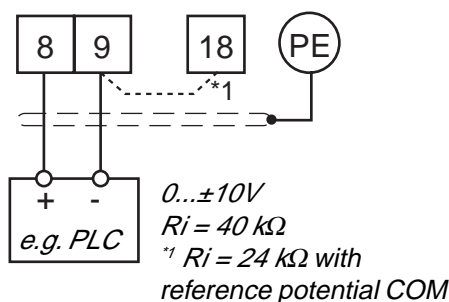 8 9 18 PE
*1
+ -
e.g. PLC
0...±10V
Ri = 40 kΩ
*1 Ri = 24 kΩ with
reference potential COM